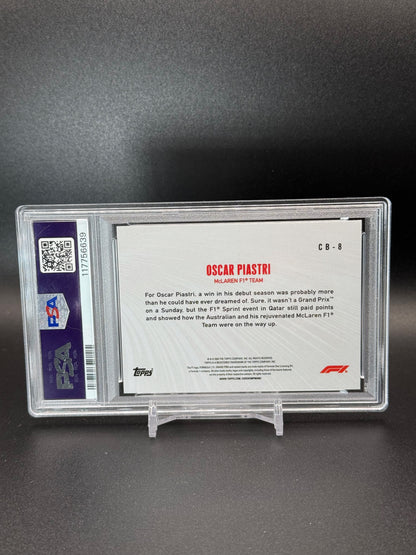 PSA
PSA
117756639
CB-8
OSCAR PIASTRI
McLAREN F1® TEAM
For Oscar Piastri, a win in his debut season was probably more
than he could have ever dreamed of. Sure, it wasn't a Grand Prix™
on a Sunday, but the F1® Sprint event in Qatar still paid points
and showed how the Australian and his rejuvenated McLaren F1®
Team were on the way up.
topps
F1